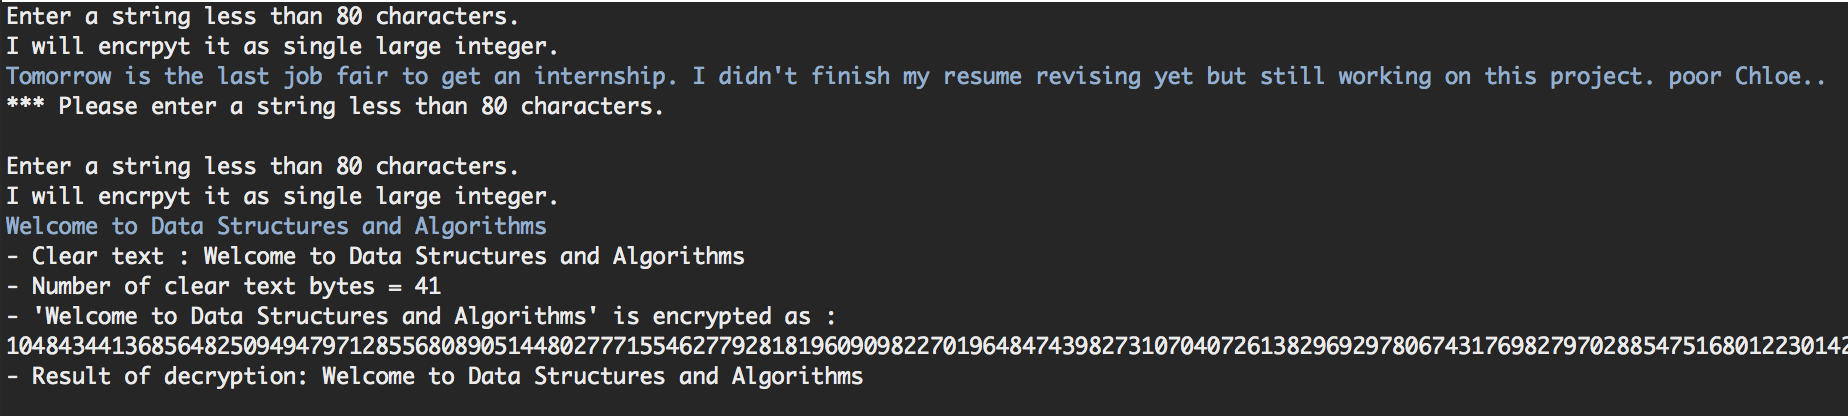 Enter a string less than 80 characters.
I will encrpyt it as single large integer.
Tomorrow is the last job fair to get an internship. I didn't finish my resume revising yet but still working on this project. poor Chloe..
*** Please enter a string less than 80 characters.
Enter a string less than 80 characters.
I will encrpyt it as single large integer.
Welcome to Data Structures and Algorithms
- Clear text : Welcome to Data Structures and Algorithms
- Number of clear text bytes = 41
- 'Welcome to Data Structures and Algorithms' is encrypted as :
10484344136856482509494797128556808905144802777155462779281819609098227019648474398273107040726138296929780674317698279702885475168012230142
- Result of decryption: Welcome to Data Structures and Algorithms